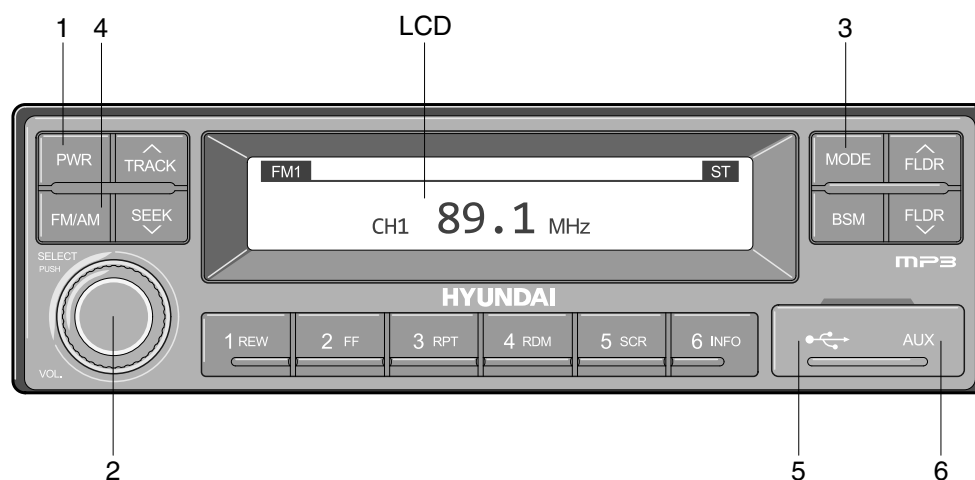 1 4 LCD 3
PWR TRACK MODE FLDR
FM1 ST
FM/AM SEEK BSM FLDR
CH1 89.1 MHz
SELECT
PUSH
MP3
HYUNDAI
1 REW 2 FF 3 RPT 4 RDM 5 SCR 6 INFO AUX
VOL.
2 5 6